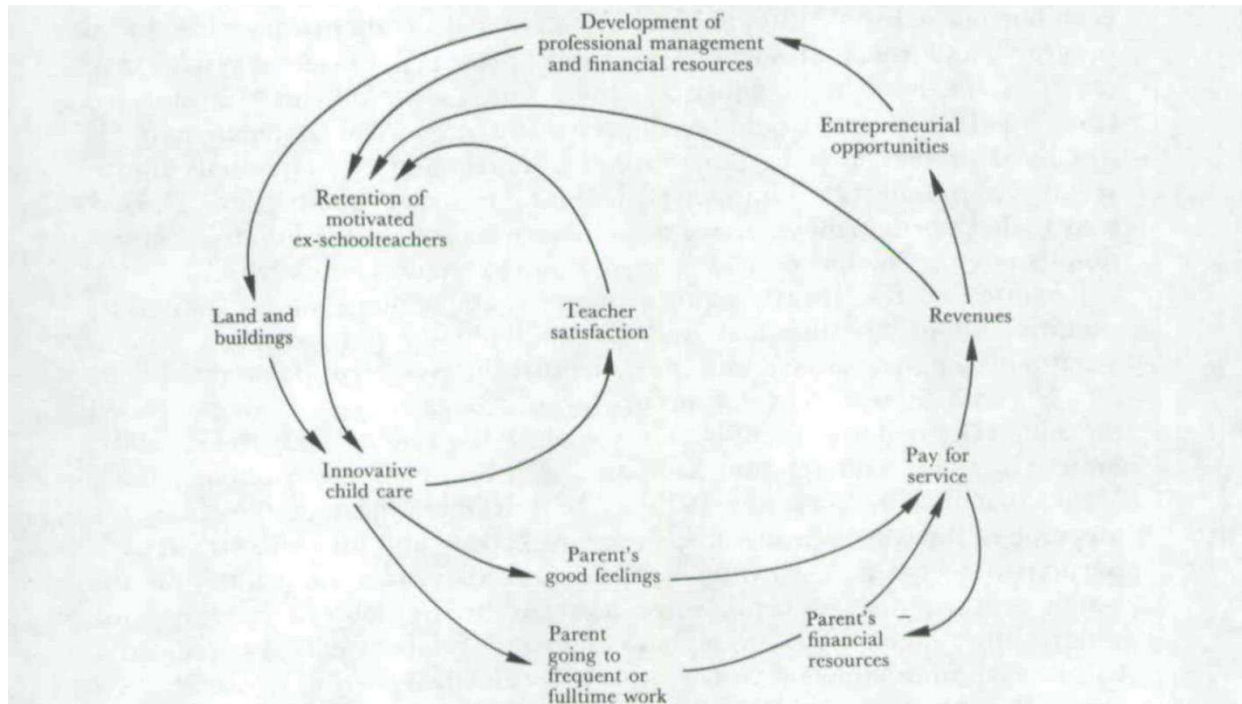 Development of
professional management
and financial resources
Entrepreneurial
opportunities
Retention of
motivated
ex-schoolteachers
Land and
buildings
Teacher
satisfaction
Revenues
Innovative
child care
Pay for
service
Parent's
good feelings
Parent
going to
frequent or
fulltime work
Parent's
financial
resources